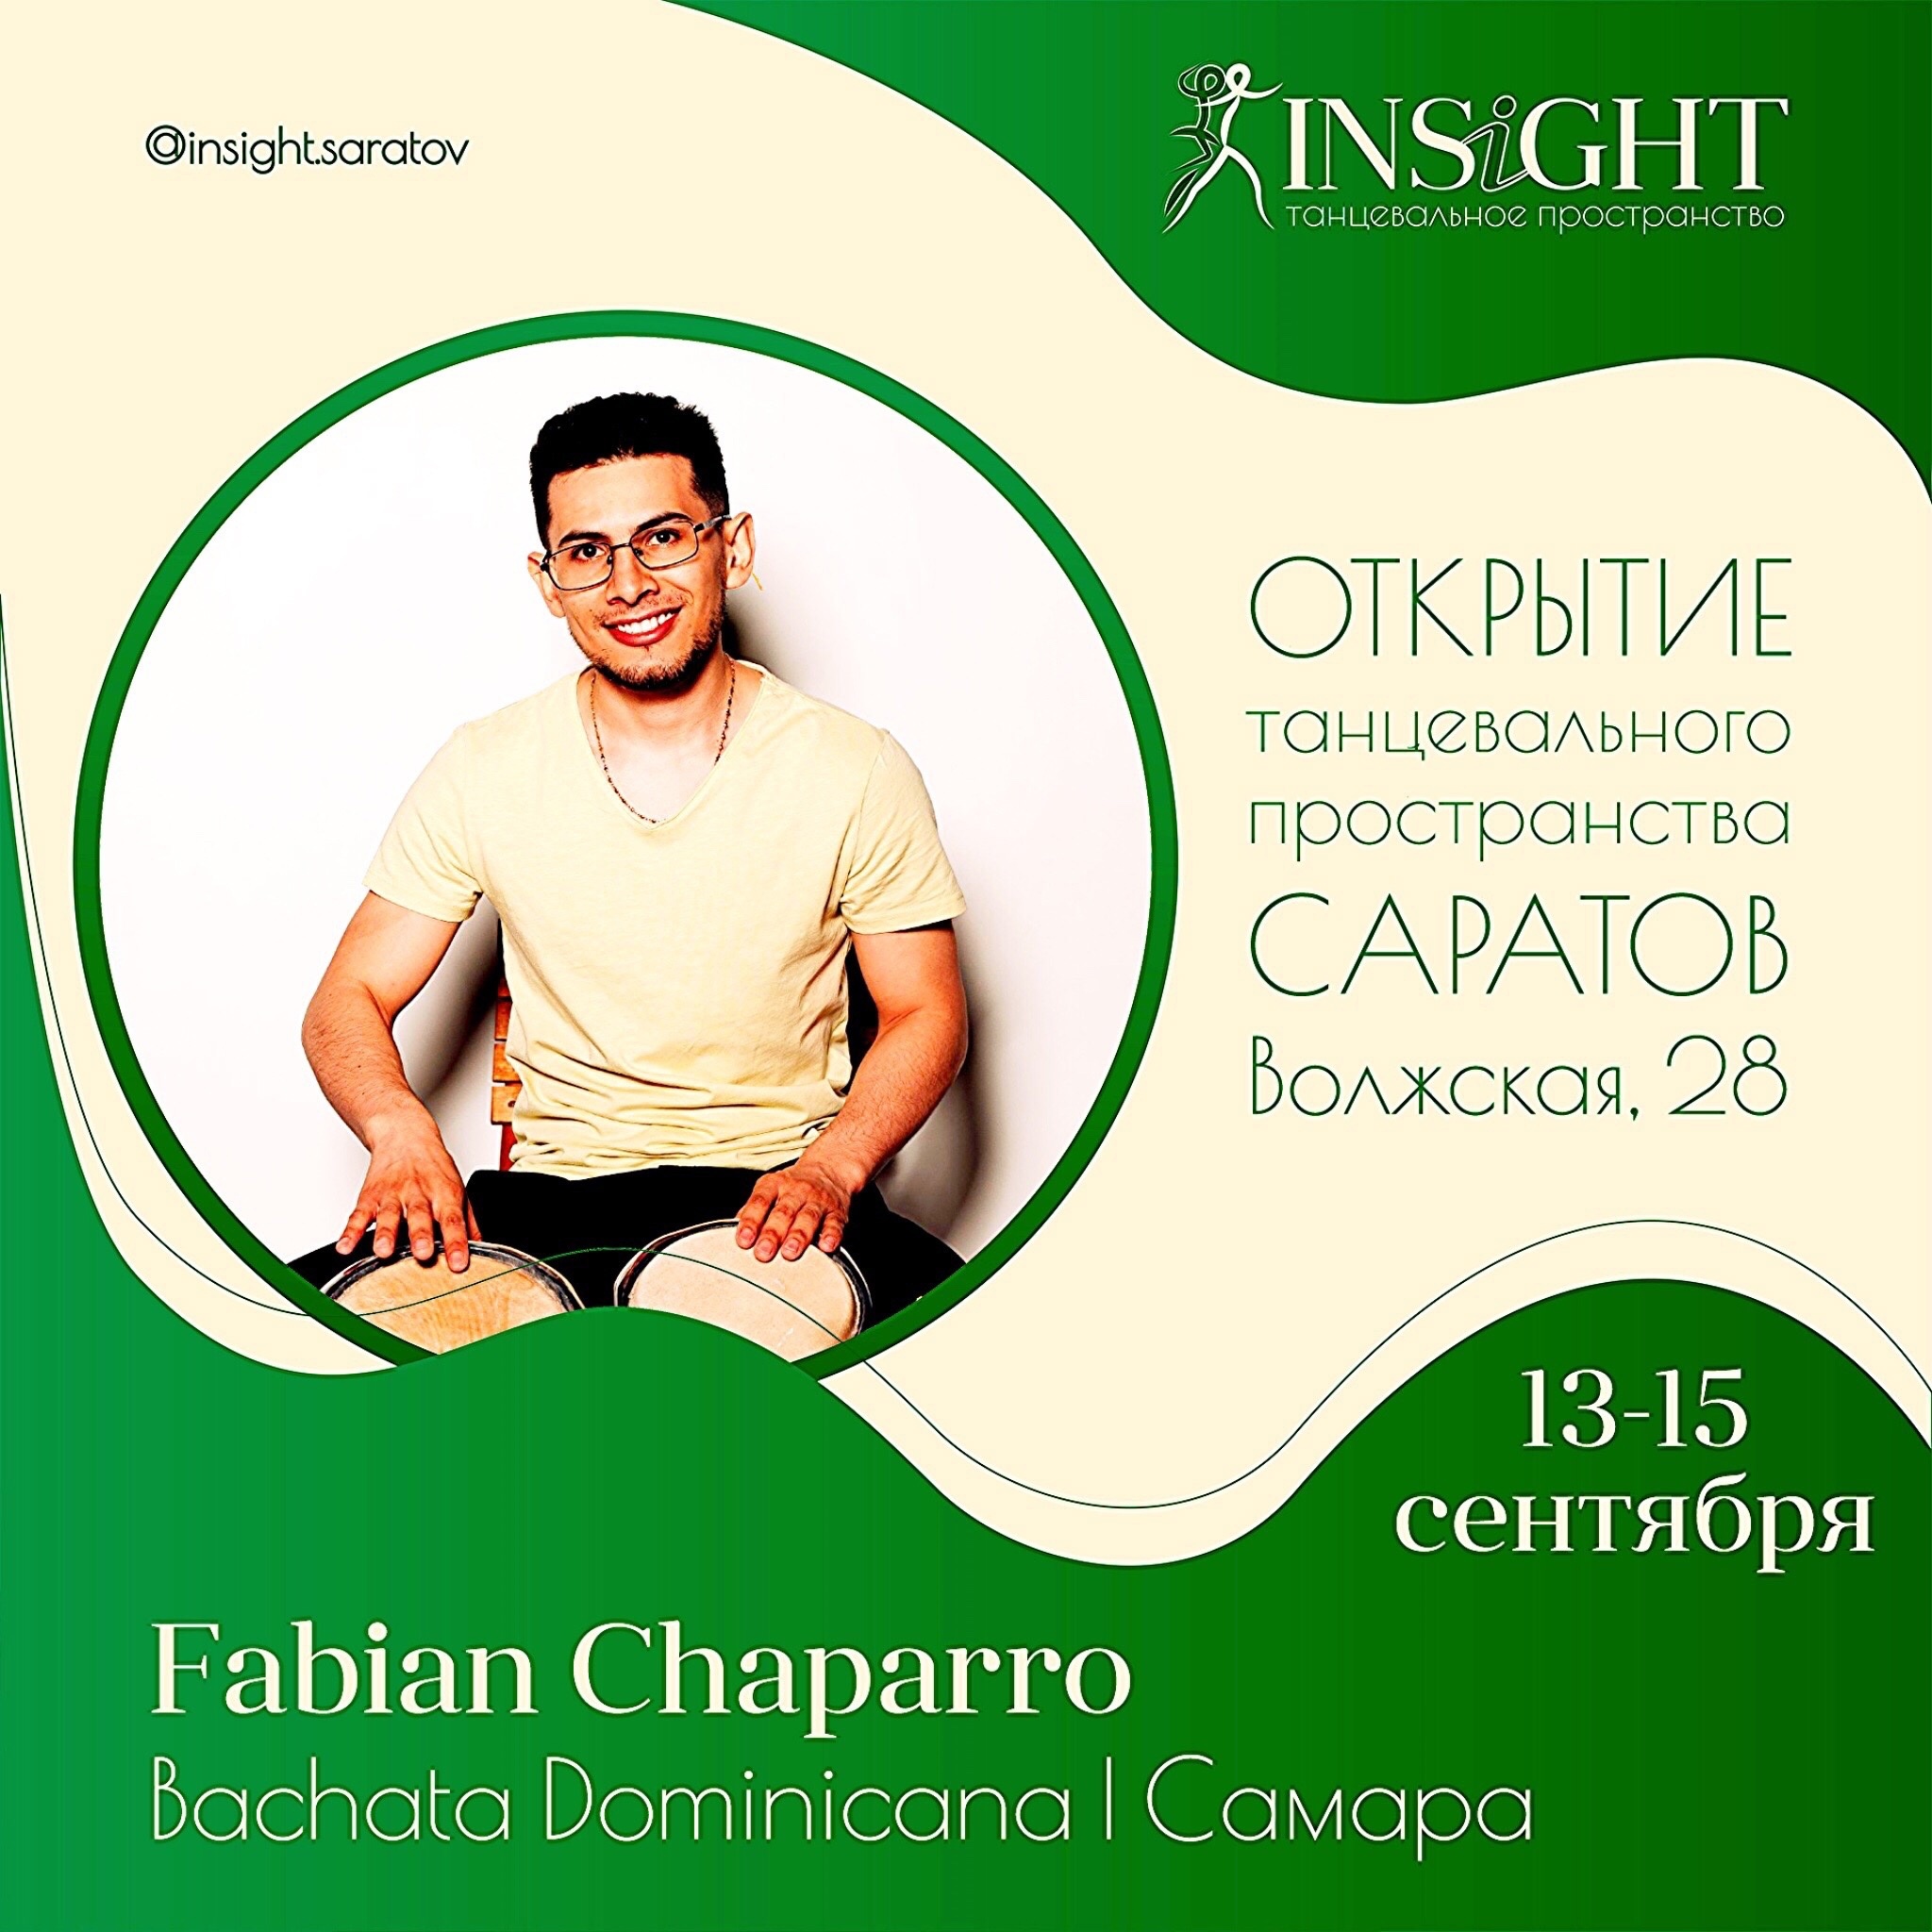 @insight.saratov
INSiGHT
танцевальное пространство
ОТКРЫТИЕ
танцевального
пространства
САРАТОВ
Волжская, 28
13-15
сентября
Fabian Chaparro
Bachata Dominicana | Самара